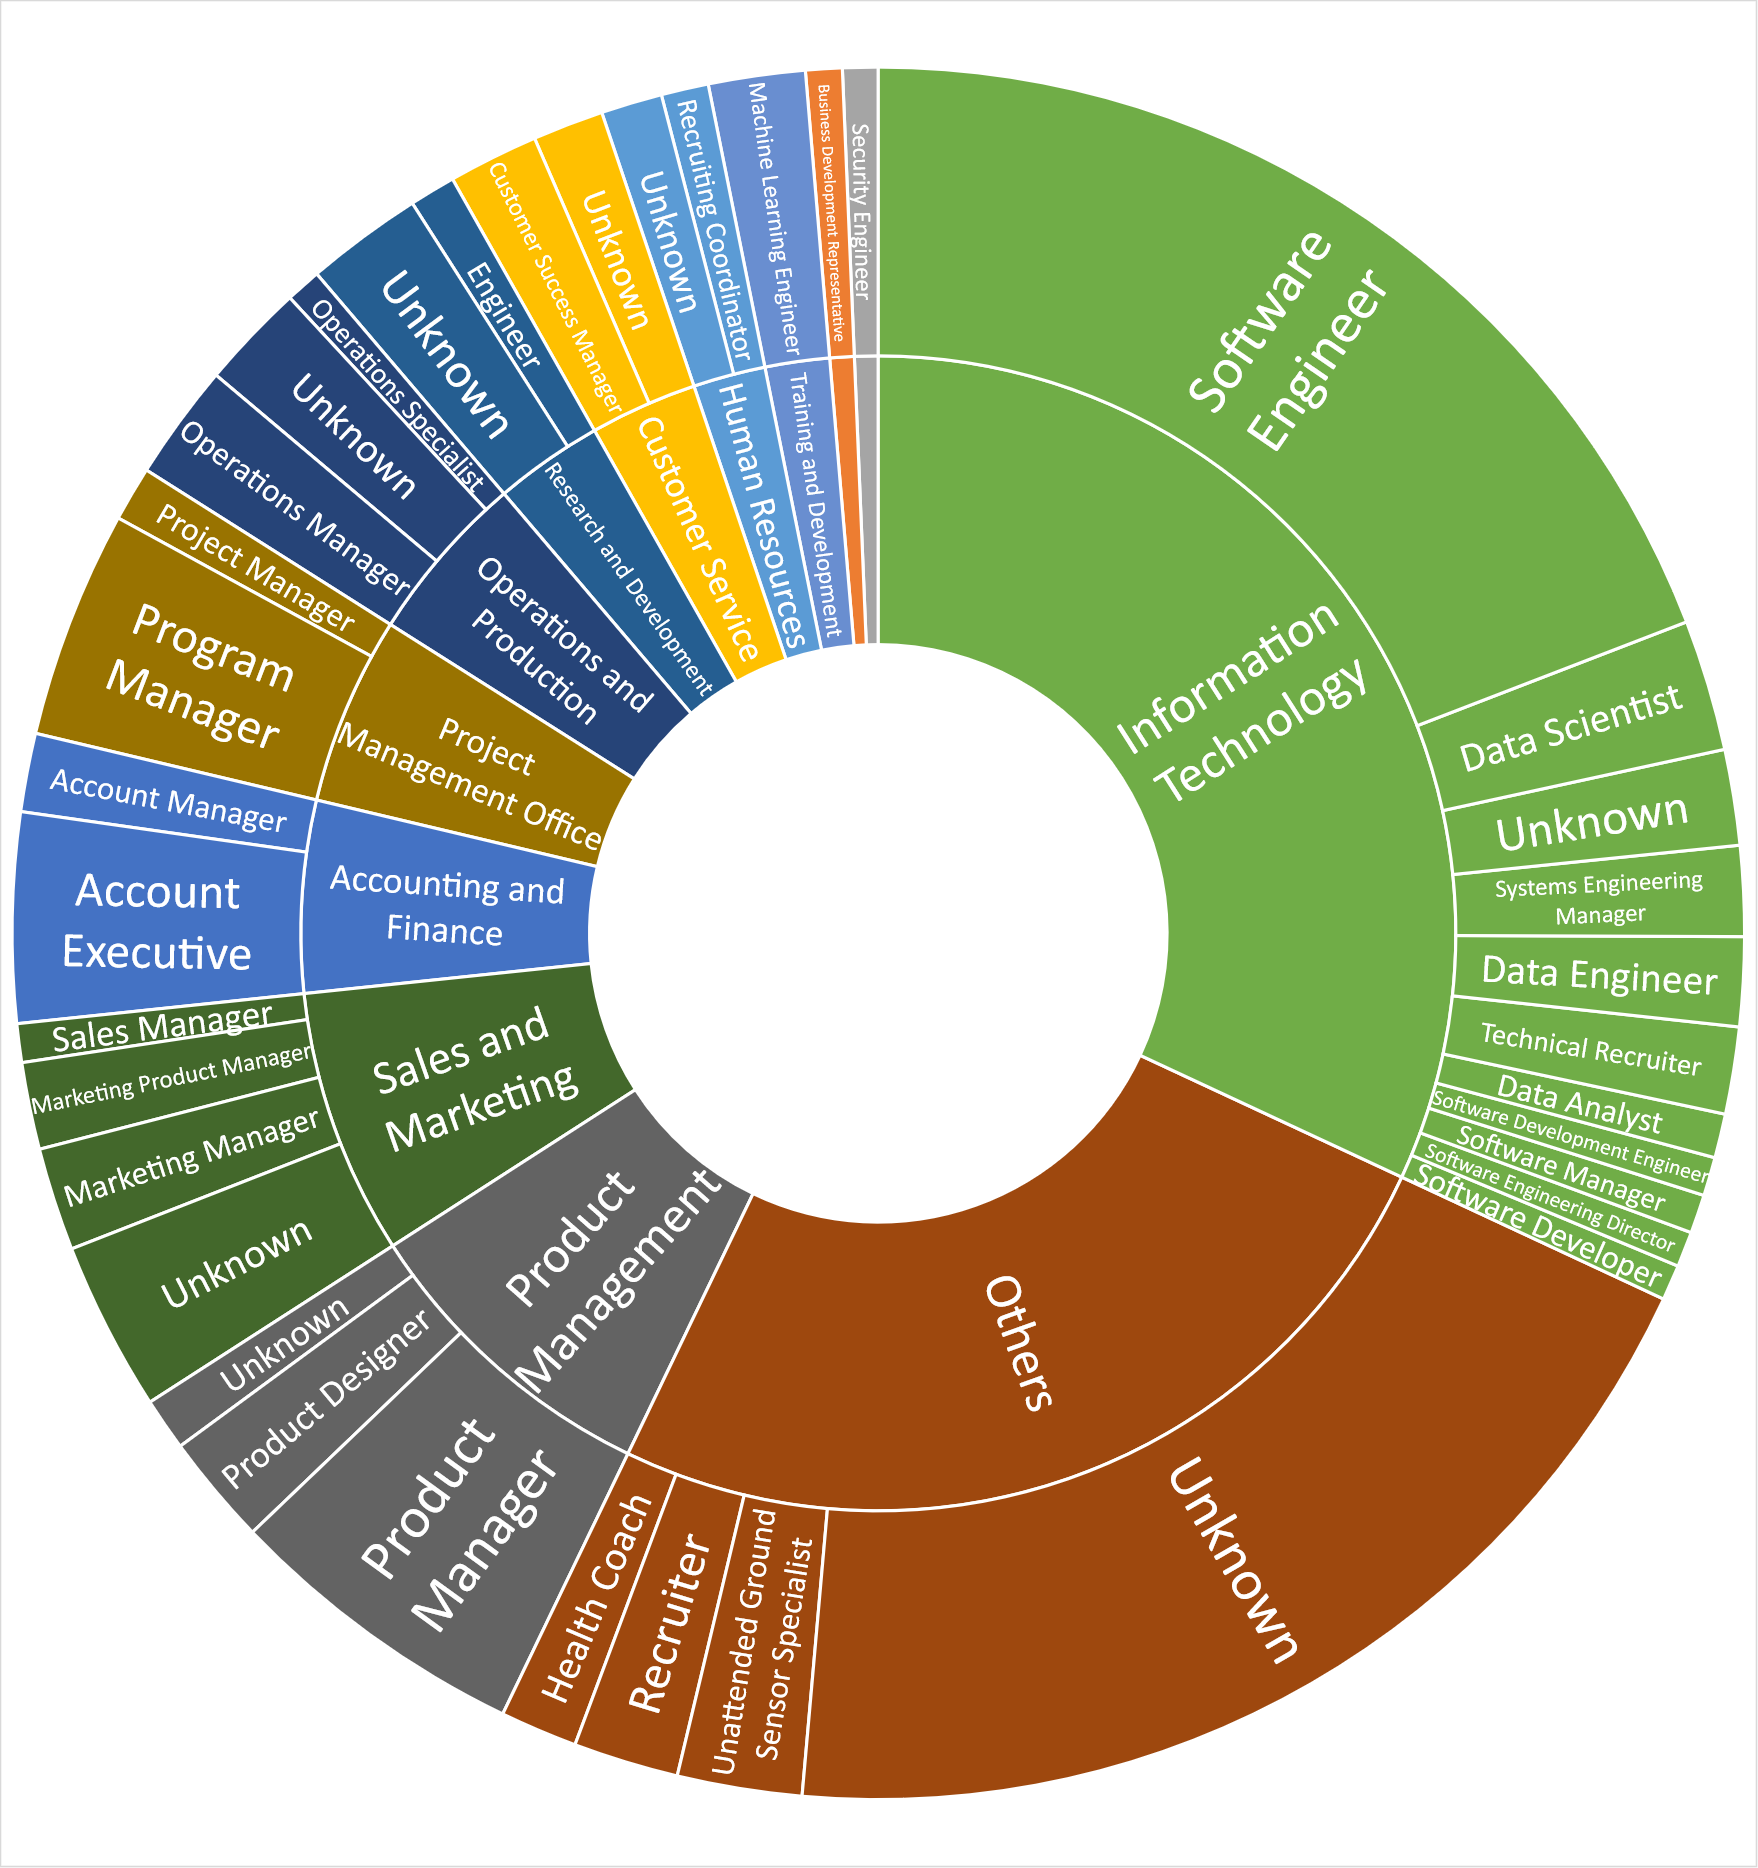 Software
Engineer
Information
Technology
Data Scientist
Unknown
Systems Engineering
Manager
Data Engineer
Technical Recruiter
Data Analyst
Software Development Engineer
Software Manager
Software Engineering Director
Software Developer
Others
Unknown
Unattended Ground
Sensor Specialist
Recruiter
Health Coach
Product
Management
Product
Manager
Product Designer
Unknown
Sales and
Marketing
Unknown
Marketing Manager
Marketing Product Manager
Sales Manager
Accounting and
Finance
Account
Executive
Account Manager
Project
Management Office
Program
Manager
Project Manager
Operations and
Production
Operations Manager
Unknown
Operations Specialist
Research and Development
Unknown
Engineer
Customer Service
Customer Success Manager
Unknown
Human Resources
Unknown
Recruiting Coordinator
Training and Development
Machine Learning Engineer
Business Development Representative
Security Engineer